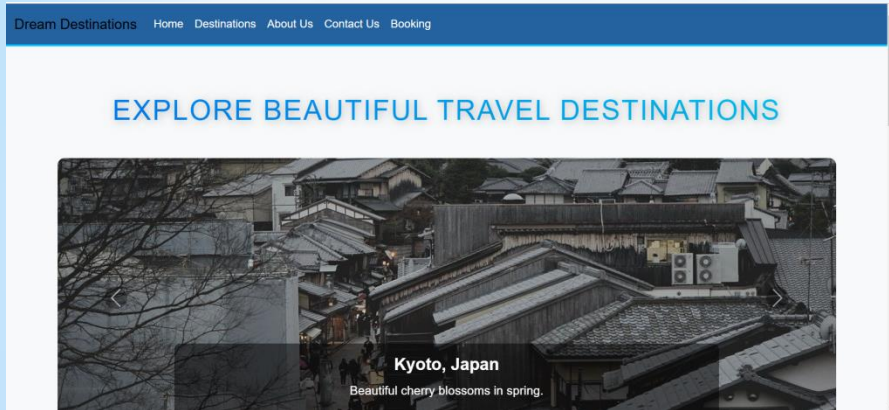 Dream Destinations Home Destinations About Us Contact Us Booking
EXPLORE BEAUTIFUL TRAVEL DESTINATIONS
Kyoto, Japan
Beautiful cherry blossoms in spring.